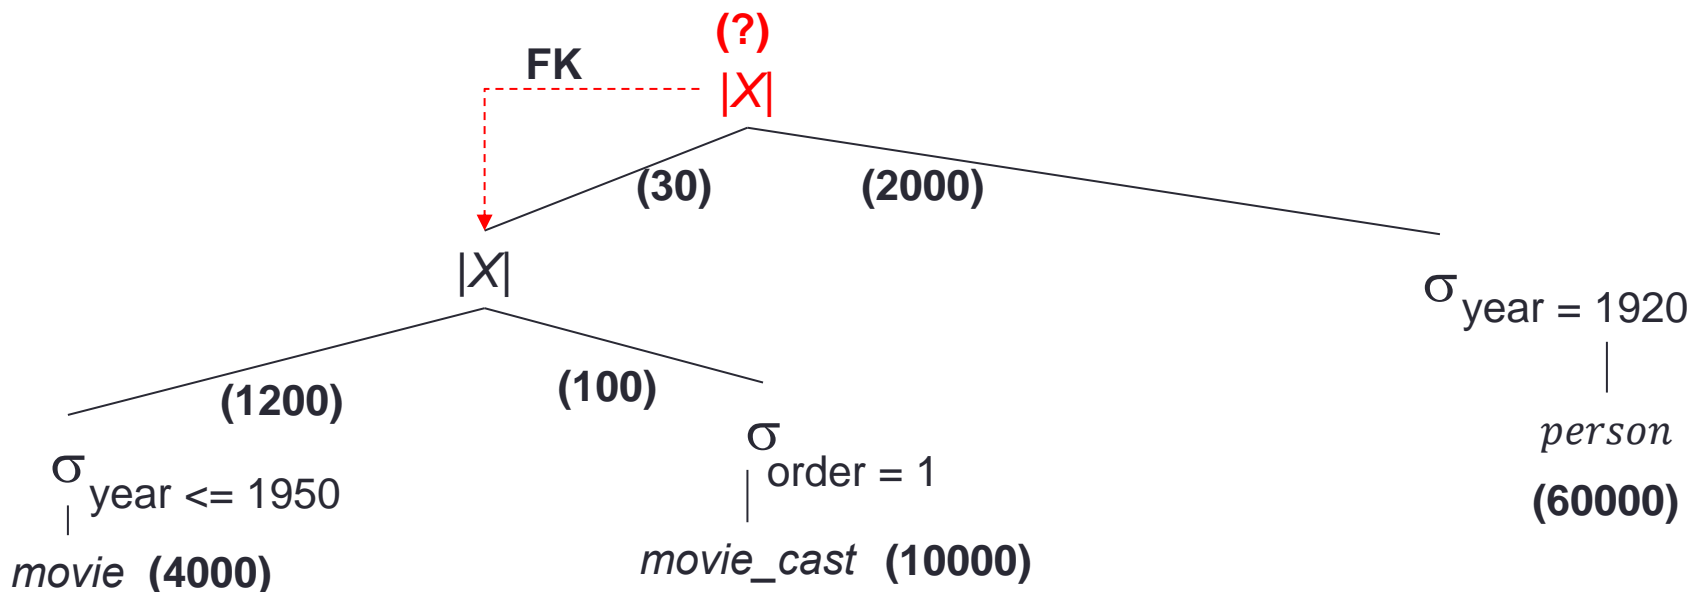 (?)
FK
|X|
(30)
(2000)
|X|
σ year = 1920
(1200)
(100)
σ order = 1
person
σ year <= 1950
(60000)
movie (4000)
movie_cast (10000)